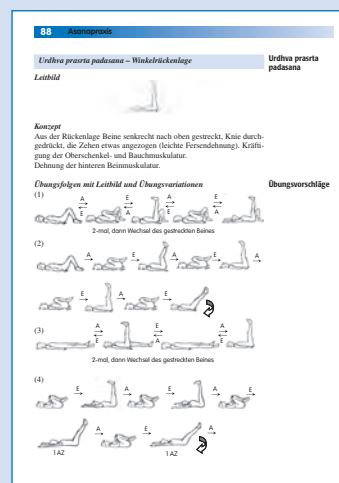 88 Asanapraxis
Urdhva prasrta padasana – Winkelrückenlage
Urdhva prasrta
padasana
Leitbild
Konzept
Aus der Rückenlage Beine senkrecht nach oben gestreckt, Knie durch-
gedrückt, die Zehen etwas angezogen (leichte Fersendehnung). Kräfti-
gung der Oberschenkel- und Bauchmuskulatur.
Dehnung der hinteren Beinmuskulatur.
Übungsfolgen mit Leitbild und Übungsvariationen
Übungsvorschläge
(1)
A E A E
E A E A
2-mal, dann Wechsel des gestreckten Beines
(2)
A E A E A
E A E
(3)
A E A
E A E
2-mal, dann Wechsel des gestreckten Beines
(4)
E A E A E
A E A
1 AZ 1 AZ